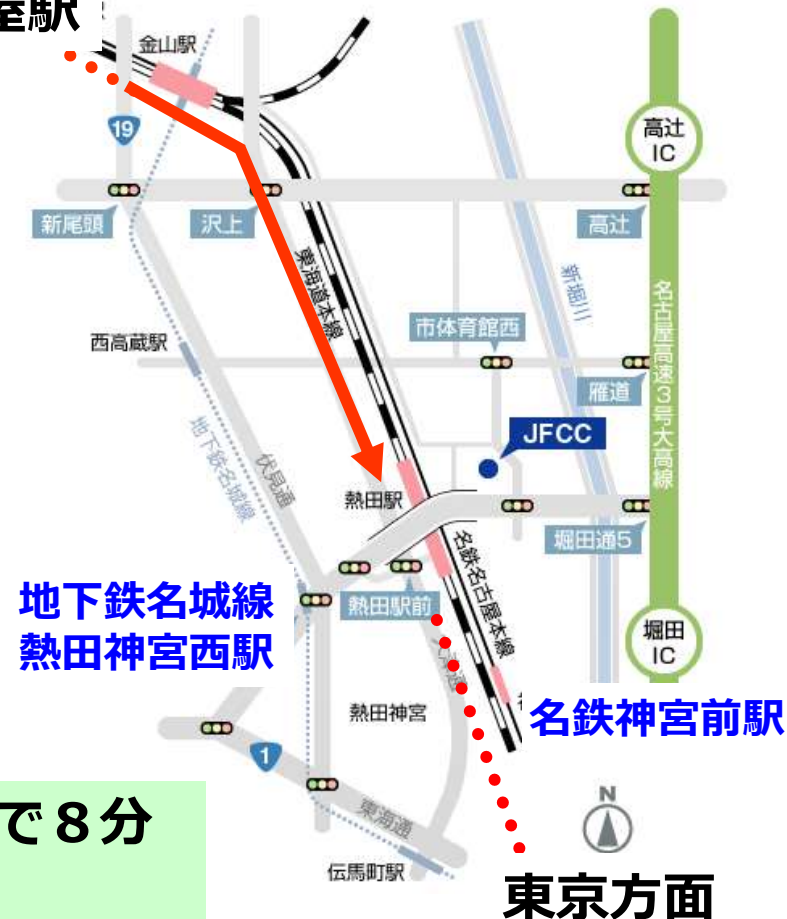 屋駅
金山駅
19
高辻
IC
新尾頭
沢上
高辻
東海道本線
新堀川
名古屋高速3号大高線
市体育館西
西高蔵駅
雁道
地下鉄名城線
伏見通
JFCC
熱田駅
堀田通5
名鉄名古屋本線
地下鉄名城線
熱田神宮西駅
熱田駅前
堀田
IC
熱田神宮
名鉄神宮前駅
1
で8分
東海通
N
伝馬町駅
東京方面